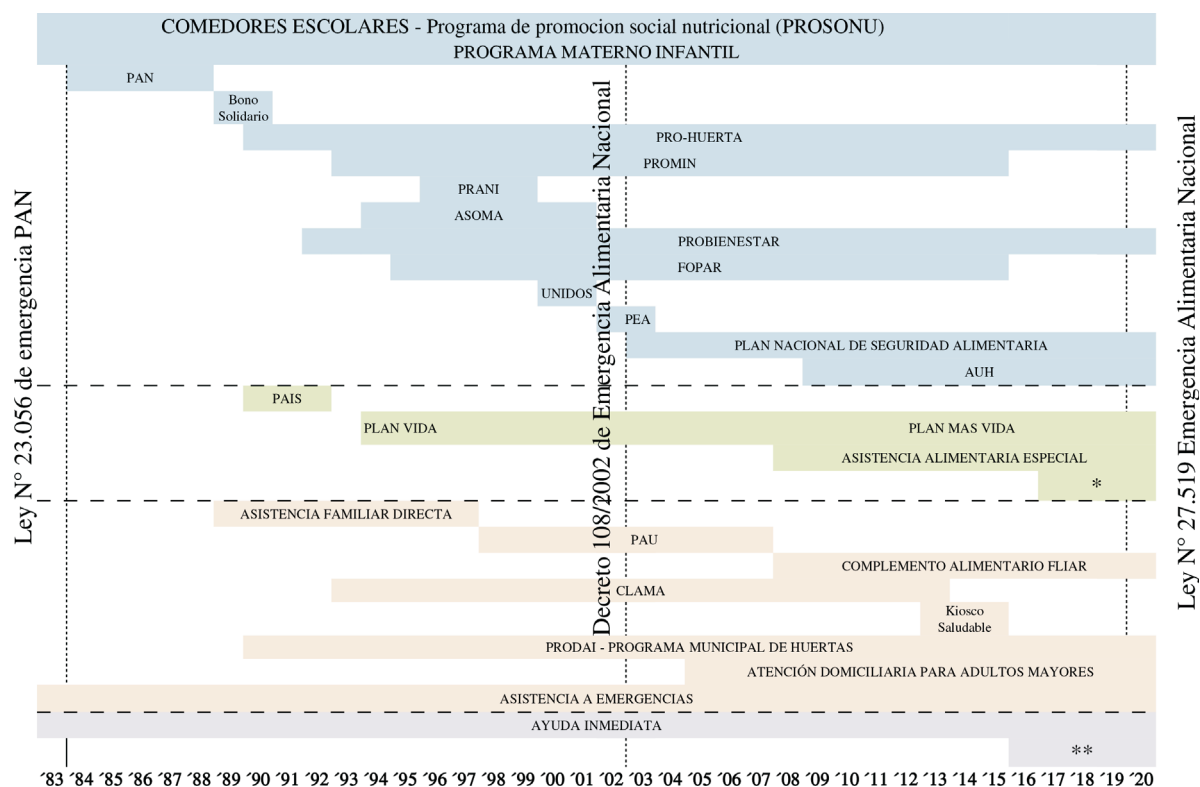 COMEDORES ESCOLARES - Programa de promocion social nutricional (PROSONU)
PROGRAMA MATERNO INFANTIL
PAN
Bono
Solidario
PRO-HUERTA
PROMIN
PRANI
ASOMA
PROBIENESTAR
FOPAR
UNIDOS
PEA
PLAN NACIONAL DE SEGURIDAD ALIMENTARIA
AUH
PAIS
PLAN VIDA
PLAN MAS VIDA
ASISTENCIA ALIMENTARIA ESPECIAL
*
ASISTENCIA FAMILIAR DIRECTA
PAU
COMPLEMENTO ALIMENTARIO FLIAR
CLAMA
Kiosco
Saludable
PRODAI - PROGRAMA MUNICIPAL DE HUERTAS
ATENCIÓN DOMICILIARIA PARA ADULTOS MAYORES
ASISTENCIA A EMERGENCIAS
AYUDA INMEDIATA
**
´83 ´84 ´85 ´86 ´87 ´88 ´89 ´90 ´91 ´92 ´93 ´94 ´95 ´96 ´97 ´98 ´99 ´00 ´01 ´02 ´03 ´04 ´05 ´06 ´07 ´08 ´09 ´10 ´11 ´12 ´13 ´14 ´15 ´16 ´17 ´18 ´19 ´20
Ley N° 23.056 de emergencia PAN
Decreto 108/2002 de Emergencia Alimentaria Nacional
Ley N° 27.519 Emergencia Alimentaria Nacional